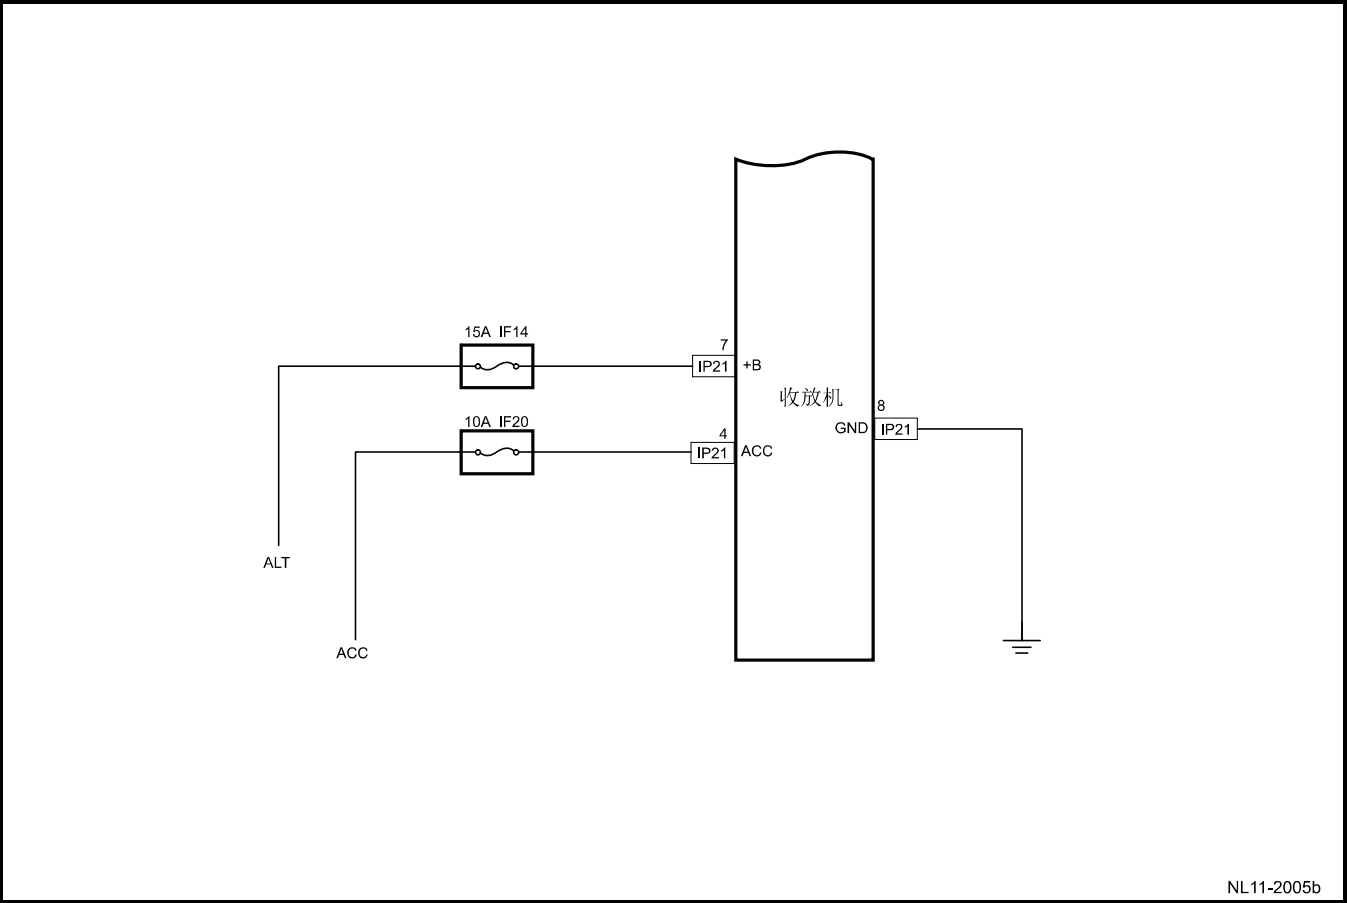 15A IF14
7
IP21 +B
收放机
8
10A IF20
4
GND IP21
IP21 ACC
ALT
ACC
NL11-2005b